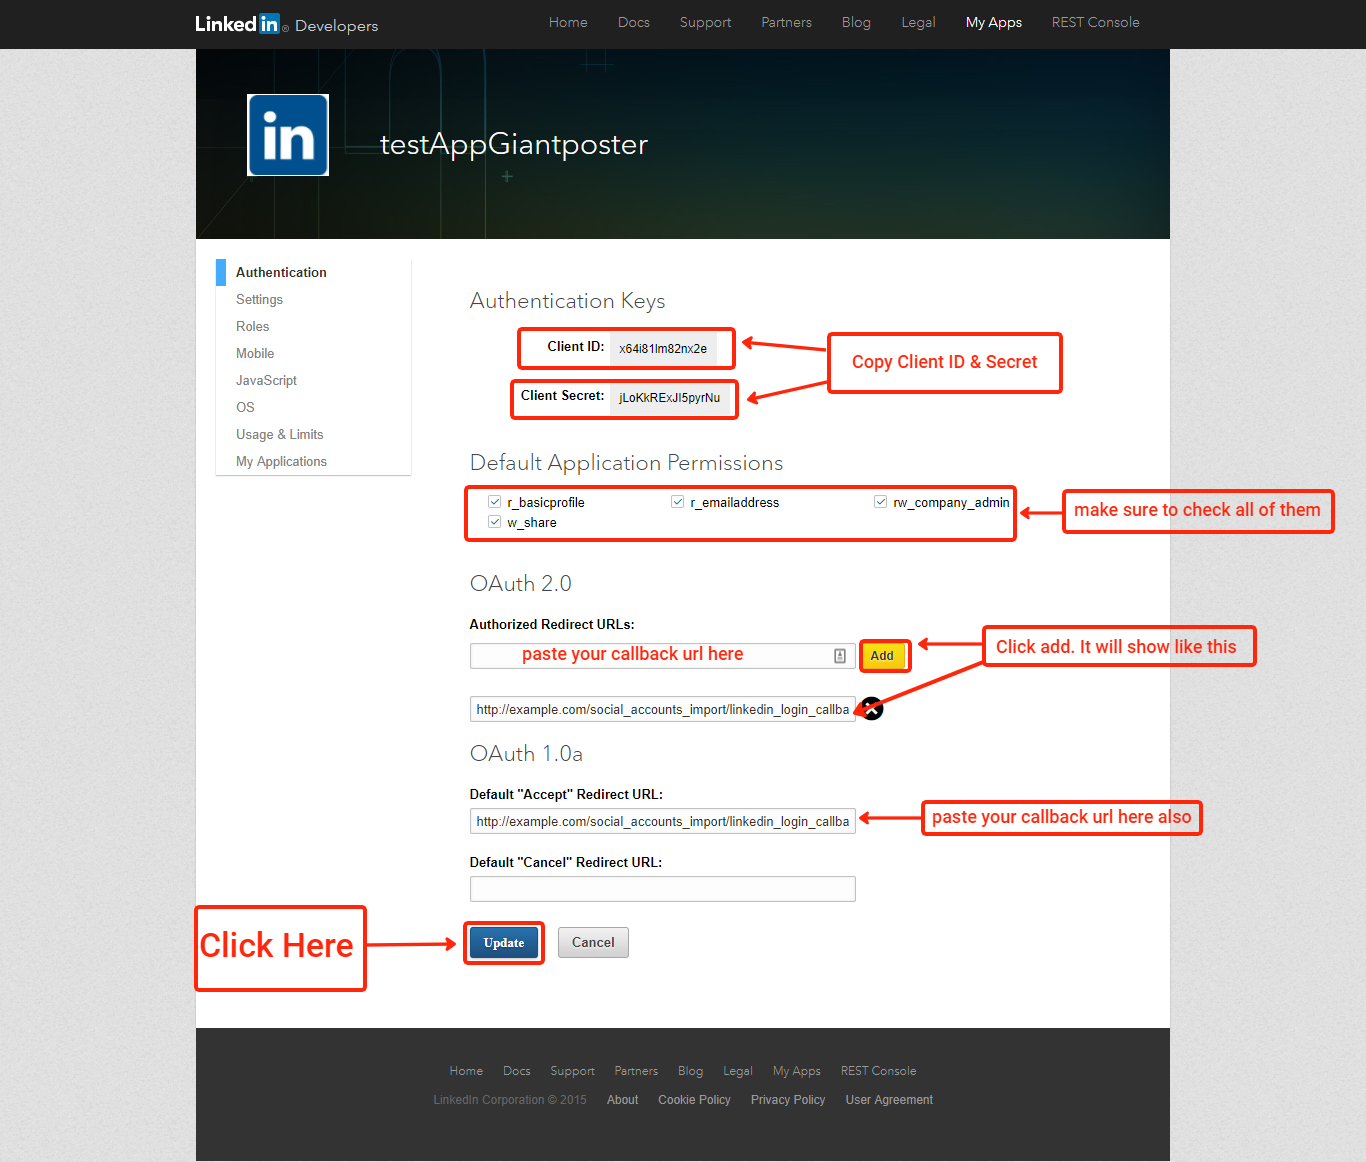 Linked in ® Developers
Home Docs Support Partners Blog Legal My Apps REST Console
in
testAppGiantposter
Authentication
Settings
Roles
Mobile
JavaScript
OS
Usage & Limits
My Applications
Authentication Keys
Client ID: x64i81lm82nx2e
Client Secret: jLoKkRExJI5pyrNu
Copy Client ID & Secret
Default Application Permissions
r_basicprofile r_emailaddress rw_company_admin
w_share
make sure to check all of them
OAuth 2.0
Authorized Redirect URLs:
paste your callback url here
Add
Click add. It will show like this
http://example.com/social_accounts_import/linkedin_login_callba
OAuth 1.0a
Default "Accept" Redirect URL:
http://example.com/social_accounts_import/linkedin_login_callba
paste your callback url here also
Default "Cancel" Redirect URL:
Click Here
Update Cancel
Home Docs Support Partners Blog Legal My Apps REST Console
LinkedIn Corporation © 2015 About Cookie Policy Privacy Policy User Agreement